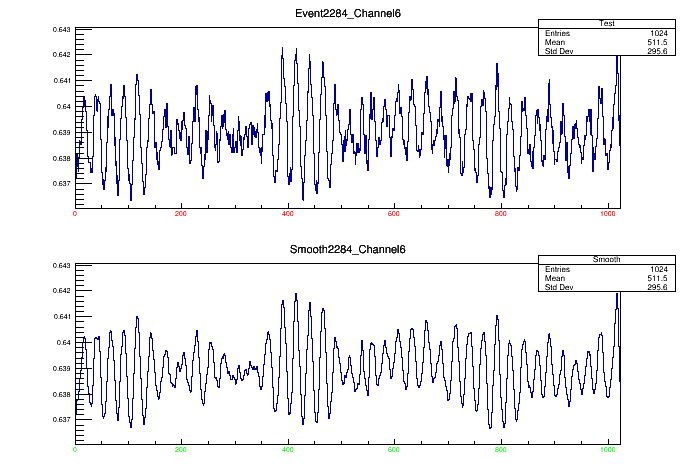 Event2284_Channel6
Test
Entries 1024
Mean 511.5
Std Dev 295.6
0.643
0.642
0.641
0.64
0.639
0.638
0.637
0 200 400 600 800 1000
Smooth2284_Channel6
Smooth
Entries 1024
Mean 511.5
Std Dev 295.6
0.643
0.642
0.641
0.64
0.639
0.638
0.637
0 200 400 600 800 1000